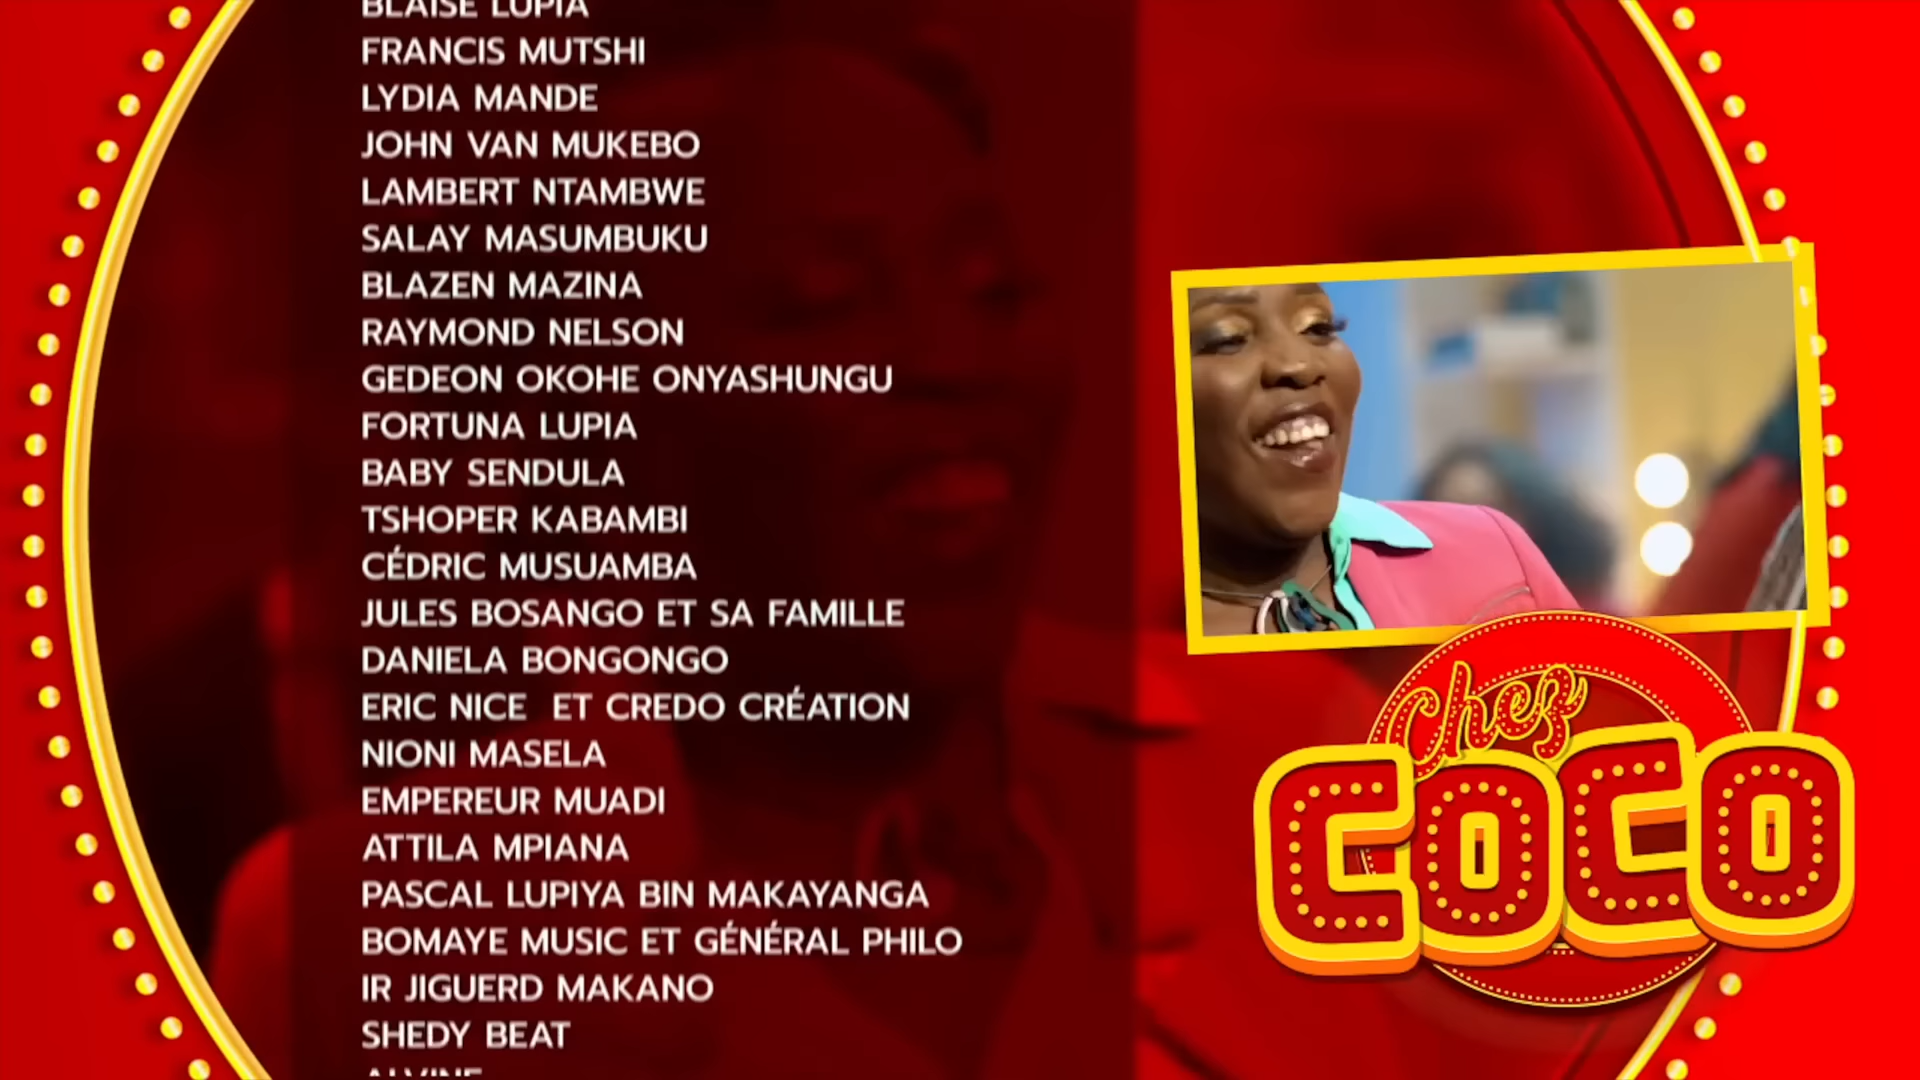 BLAISE LUPIA
FRANCIS MUTSHI
LYDIA MANDE
JOHN VAN MUKEBO
LAMBERT NTAMBWE
SALAY MASUMBUKU
BLAZEN MAZINA
RAYMOND NELSON
GEDEON OKOHE ONYASHUNGU
FORTUNA LUPIA
BABY SENDULA
TSHOPER KABAMBI
CÉDRIC MUSUAMBA
JULES BOSANGO ET SA FAMILLE
DANIELA BONGONGO
ERIC NICE  ET CREDO CRÉATION
NIONI MASELA
EMPEREUR MUADI
ATTILA MPIANA
PASCAL LUPIYA BIN MAKAYANGA
BOMAYE MUSIC ET GÉNÉRAL PHILO
IR JIGUERD MAKANO
SHEDY BEAT
Chez
COCO